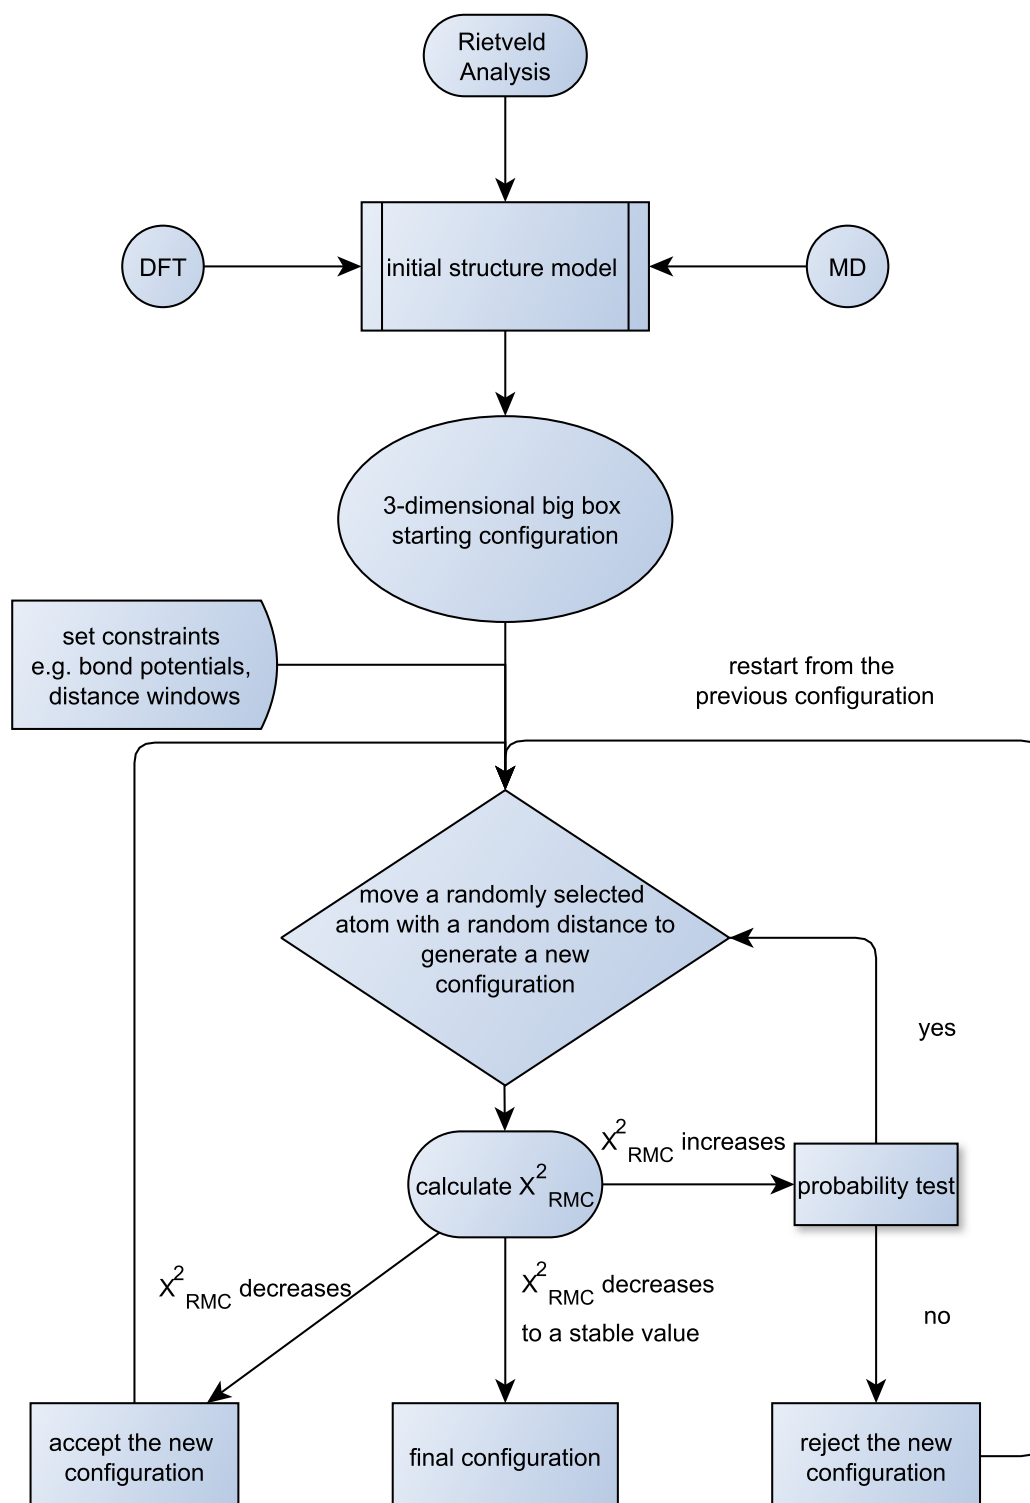 Rietveld
Analysis
DFT
initial structure model
MD
3-dimensional big box
starting configuration
set constraints
e.g. bond potentials,
distance windows
restart from the
previous configuration
move a randomly selected
atom with a random distance to
generate a new
configuration
yes
X²RMC increases
calculate X²RMC
probability test
X²RMC decreases
X²RMC decreases
to a stable value
no
accept the new
configuration
final configuration
reject the new
configuration